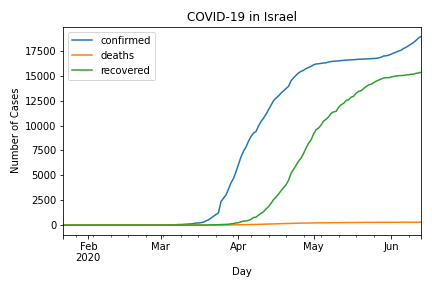 COVID-19 in Israel
confirmed
deaths
recovered
Number of Cases
17500
15000
12500
10000
7500
5000
2500
0
Feb Mar Apr May Jun
2020
Day